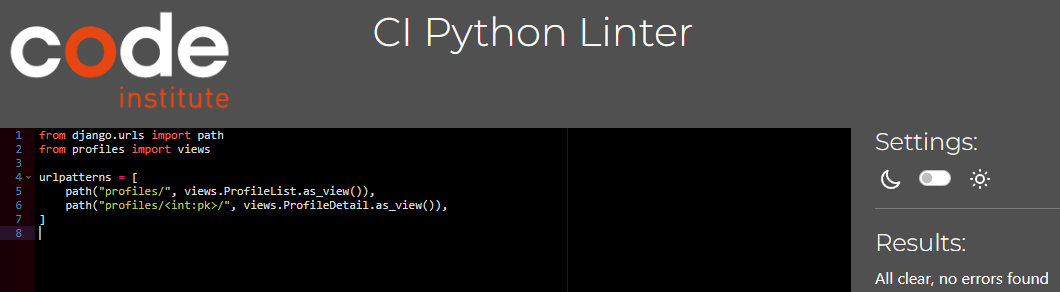 code
institute
CI Python Linter
1 from django.urls import path
2 from profiles import views
3
4 urlpatterns = [
5     path("profiles/", views.ProfileList.as_view()),
6     path("profiles/<int:pk>/", views.ProfileDetail.as_view()),
7 ]
8
Settings:
Results:
All clear, no errors found